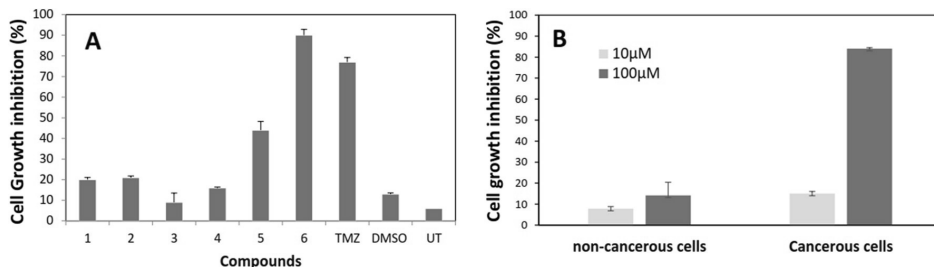 A
Cell Growth inhibition (%)
100
90
80
70
60
50
40
30
20
10
0
1 2 3 4 5 6 TMZ DMSO UT
Compounds
B
Cell growth inhibition (%)
100
90
80
70
60
50
40
30
20
10
0
10µM
100µM
non-cancerous cells Cancerous cells